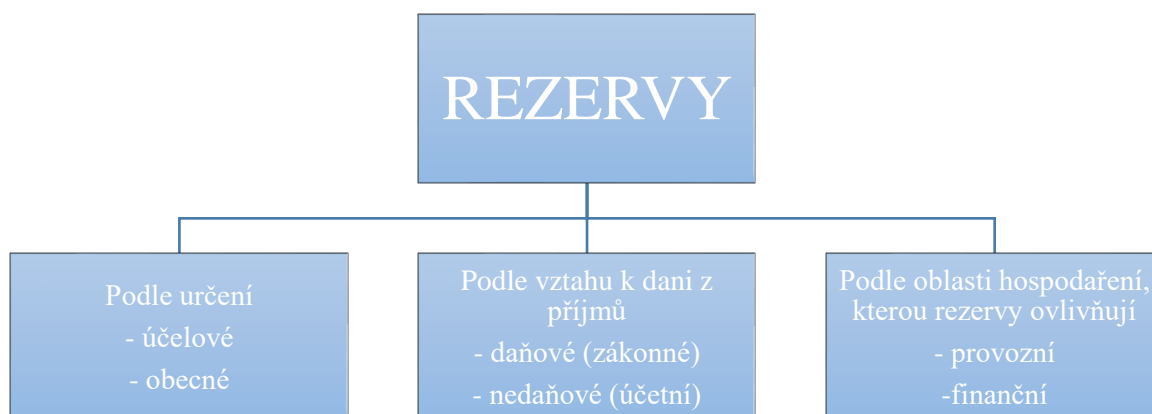 REZERVY
Podle určení
- účelové
- obecné
Podle vztahu k dani z
příjmů
- daňové (zákonné)
- nedaňové (účetní)
Podle oblasti hospodaření,
kterou rezervy ovlivňují
- provozní
-finanční